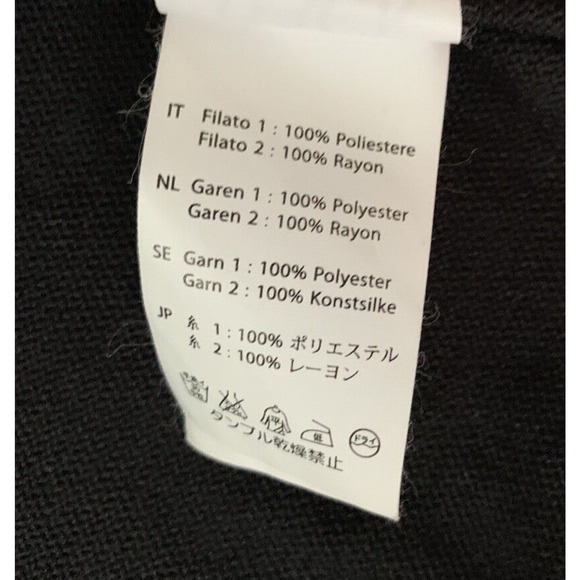 IT Filato 1 : 100% Poliestere
Filato 2 : 100% Rayon
NL Garen 1 : 100% Polyester
Garen 2 : 100% Rayon
SE Garn 1 : 100% Polyester
Garn 2 : 100% Konstsilke
JP 糸 1 : 100% ポリエステル
糸 2 : 100% レーヨン
低 ドライ
タンブル乾燥禁止